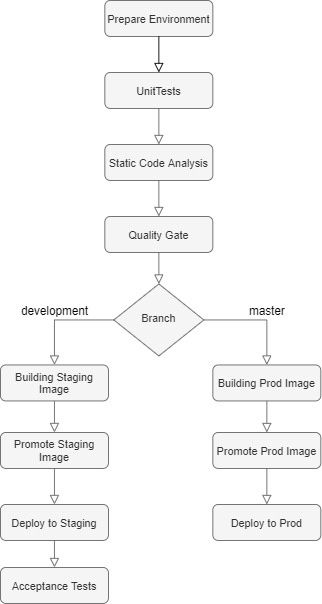 Prepare Environment
UnitTests
Static Code Analysis
Quality Gate
Branch
development
master
Building Staging
Image
Building Prod Image
Promote Staging
Image
Promote Prod Image
Deploy to Staging
Deploy to Prod
Acceptance Tests